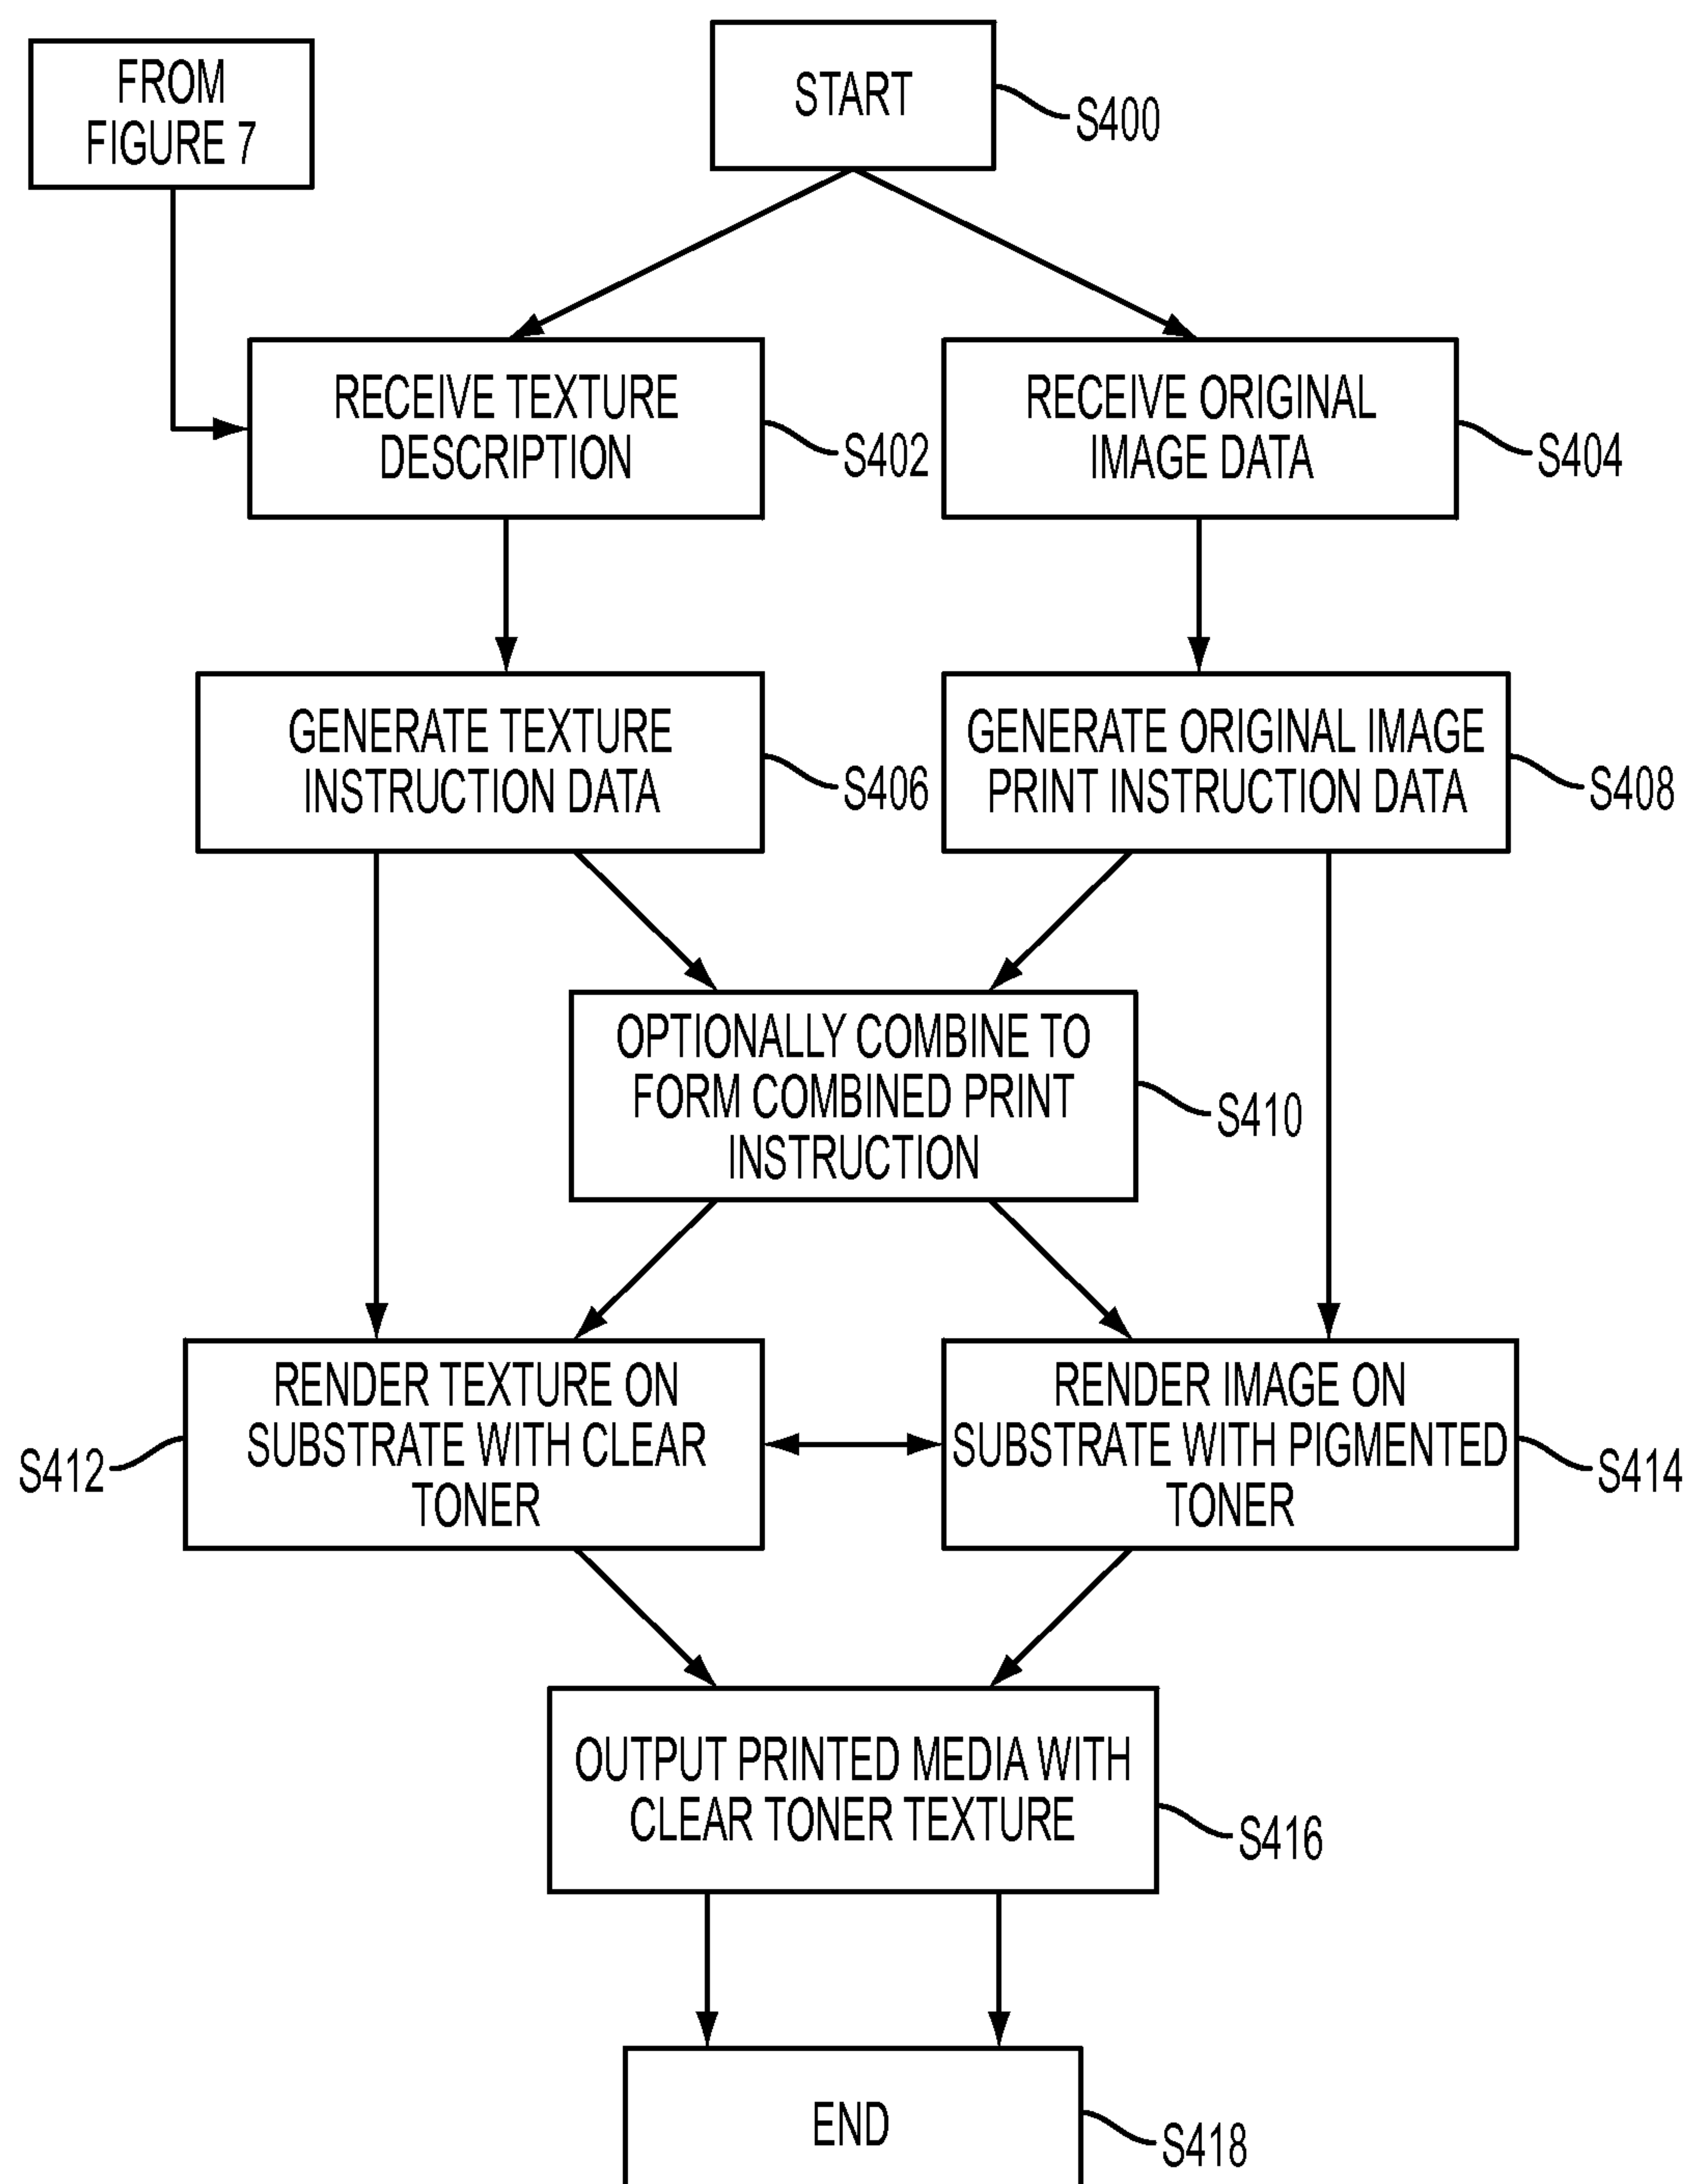 FROM
FIGURE 7
START
S400
RECEIVE TEXTURE
DESCRIPTION
S402
RECEIVE ORIGINAL
IMAGE DATA
S404
GENERATE TEXTURE
INSTRUCTION DATA
S406
GENERATE ORIGINAL IMAGE
PRINT INSTRUCTION DATA
S408
OPTIONALLY COMBINE TO
FORM COMBINED PRINT
INSTRUCTION
S410
RENDER TEXTURE ON
SUBSTRATE WITH CLEAR
TONER
S412
RENDER IMAGE ON
SUBSTRATE WITH PIGMENTED
TONER
S414
OUTPUT PRINTED MEDIA WITH
CLEAR TONER TEXTURE
S416
END
S418